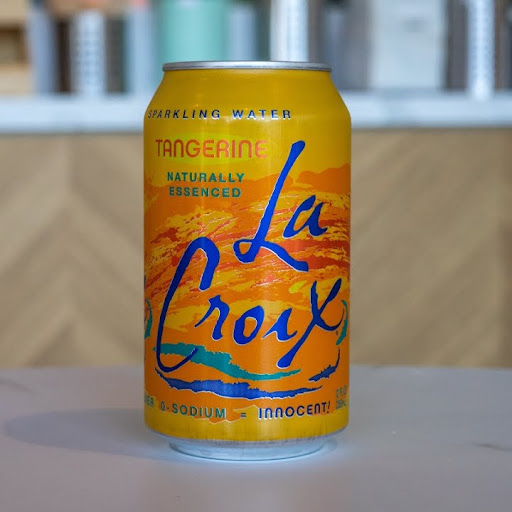 SPARKLING WATER
TANGERINE
NATURALLY
ESSENCED
La
Croix
0-SODIUM = INNOCENT!